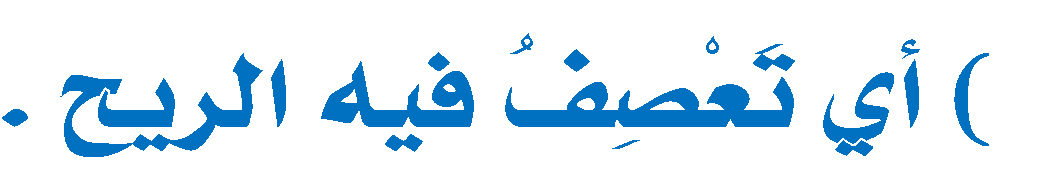 ) أي تَعْصِفُ فيه الريح .